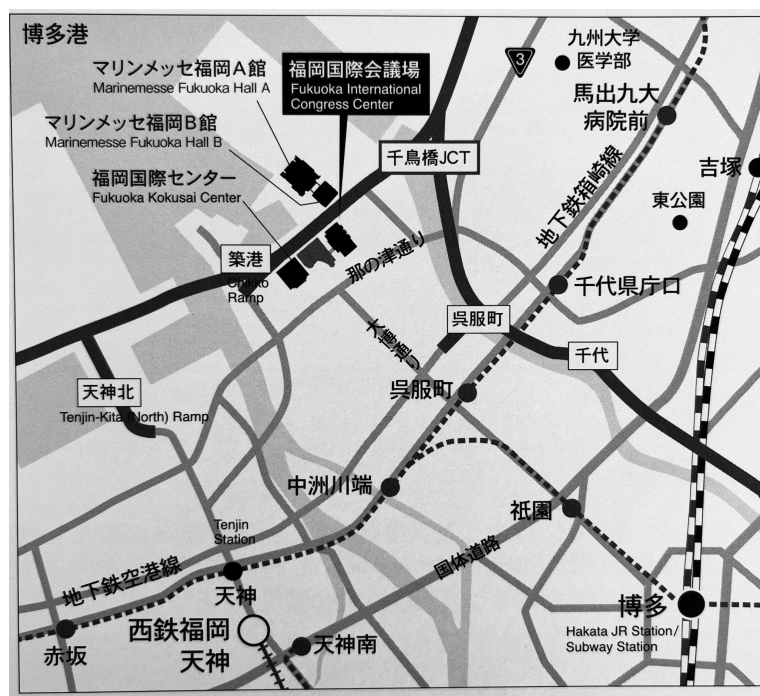 博多港
マリンメッセ福岡A館
Marinemesse Fukuoka Hall A
福岡国際会議場
Fukuoka International
Congress Center
3
九州大学
医学部
馬出九大
病院前
マリンメッセ福岡B館
Marinemesse Fukuoka Hall B
千鳥橋JCT
吉塚
福岡国際センター
Fukuoka Kokusai Center
地下鉄箱崎線
東公園
築港
Chikko
Ramp
那の津通り
千代県庁口
呉服町
大博通り
千代
天神北
Tenjin-Kita (North) Ramp
呉服町
中洲川端
祇園
Tenjin
Station
国体道路
地下鉄空港線
天神
博多
Hakata JR Station/
Subway Station
赤坂
西鉄福岡
天神
天神南